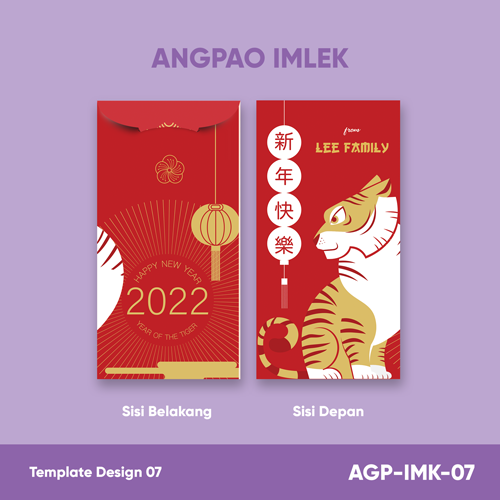 ANGPAO IMLEK
HAPPY NEW YEAR
2022
YEAR OF THE TIGER
from
LEE FAMILY
新
年
快
樂
Sisi Belakang
Sisi Depan
Template Design 07
AGP-IMK-07